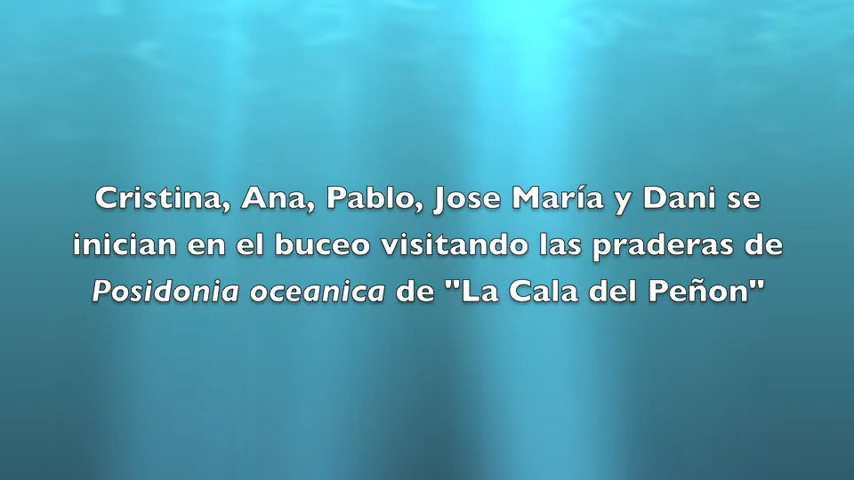 Cristina, Ana, Pablo, Jose María y Dani se
inician en el buceo visitando las praderas de
Posidonia oceanica de "La Cala del Peñon"